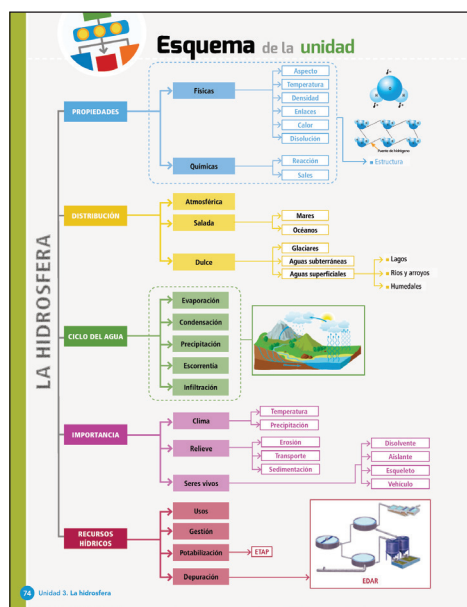 Esquema de la unidad
LA HIDROSFERA
PROPIEDADES
Físicas
Aspecto
Temperatura
Densidad
Enlaces
Calor
Disolución
Químicas
Reacción
Sales
Puente de hidrógeno
Estructura
DISTRIBUCIÓN
Atmosférica
Salada
Mares
Océanos
Dulce
Glaciares
Aguas subterráneas
Aguas superficiales
Lagos
Ríos y arroyos
Humedales
CICLO DEL AGUA
Evaporación
Condensación
Precipitación
Escorrentía
Infiltración
IMPORTANCIA
Clima
Temperatura
Precipitación
Relieve
Erosión
Transporte
Sedimentación
Seres vivos
Disolvente
Aislante
Esqueleto
Vehículo
RECURSOS
HÍDRICOS
Usos
Gestión
Potabilización
ETAP
Depuración
EDAR
74 Unidad 3. La hidrosfera